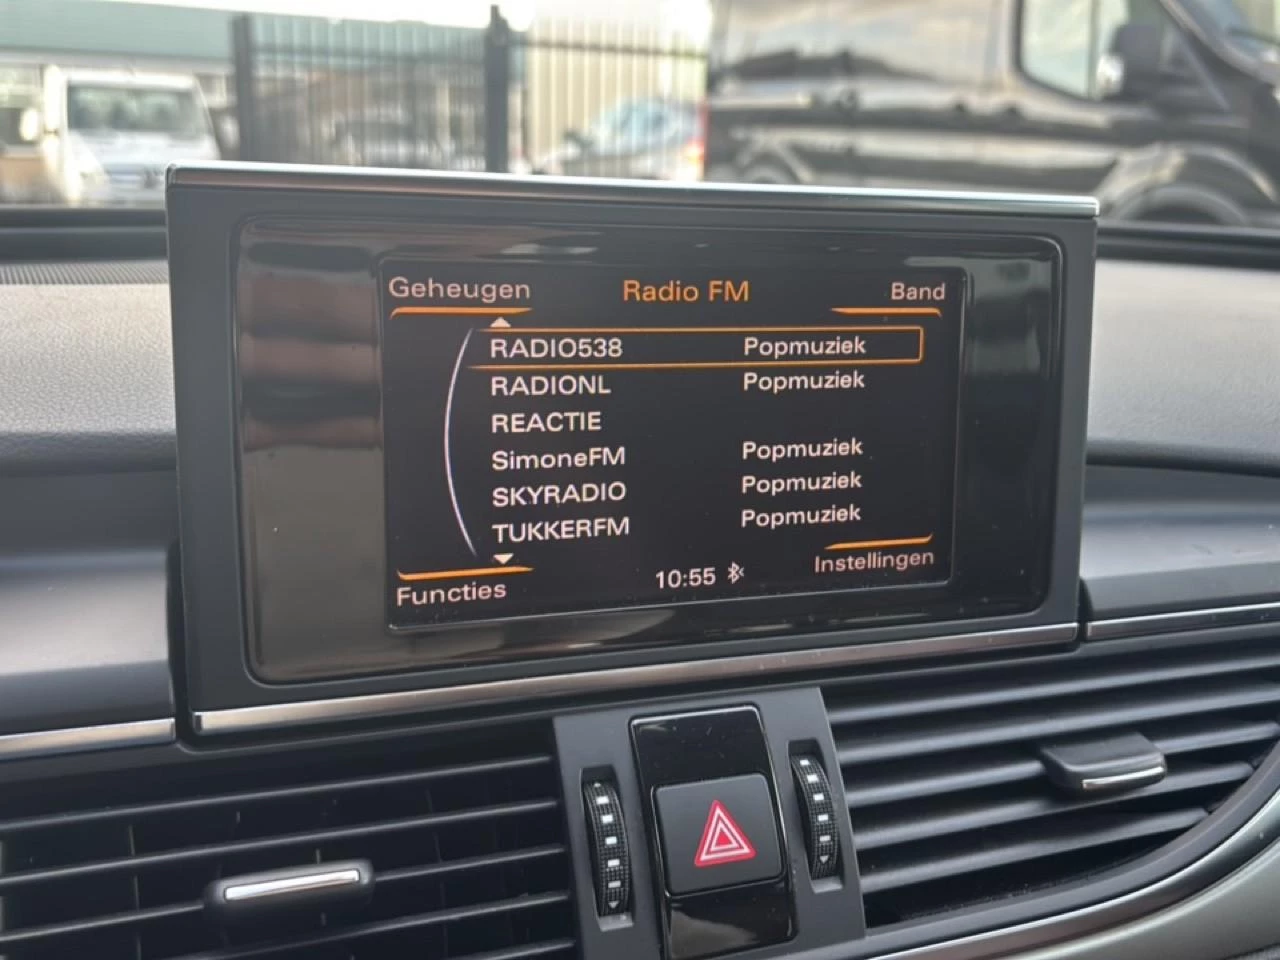 Geheugen Radio FM Band
RADIO538 Popmuziek
RADIONL Popmuziek
REACTIE
SimoneFM Popmuziek
SKYRADIO Popmuziek
TUKKERFM Popmuziek
Functies 10:55 Instellingen